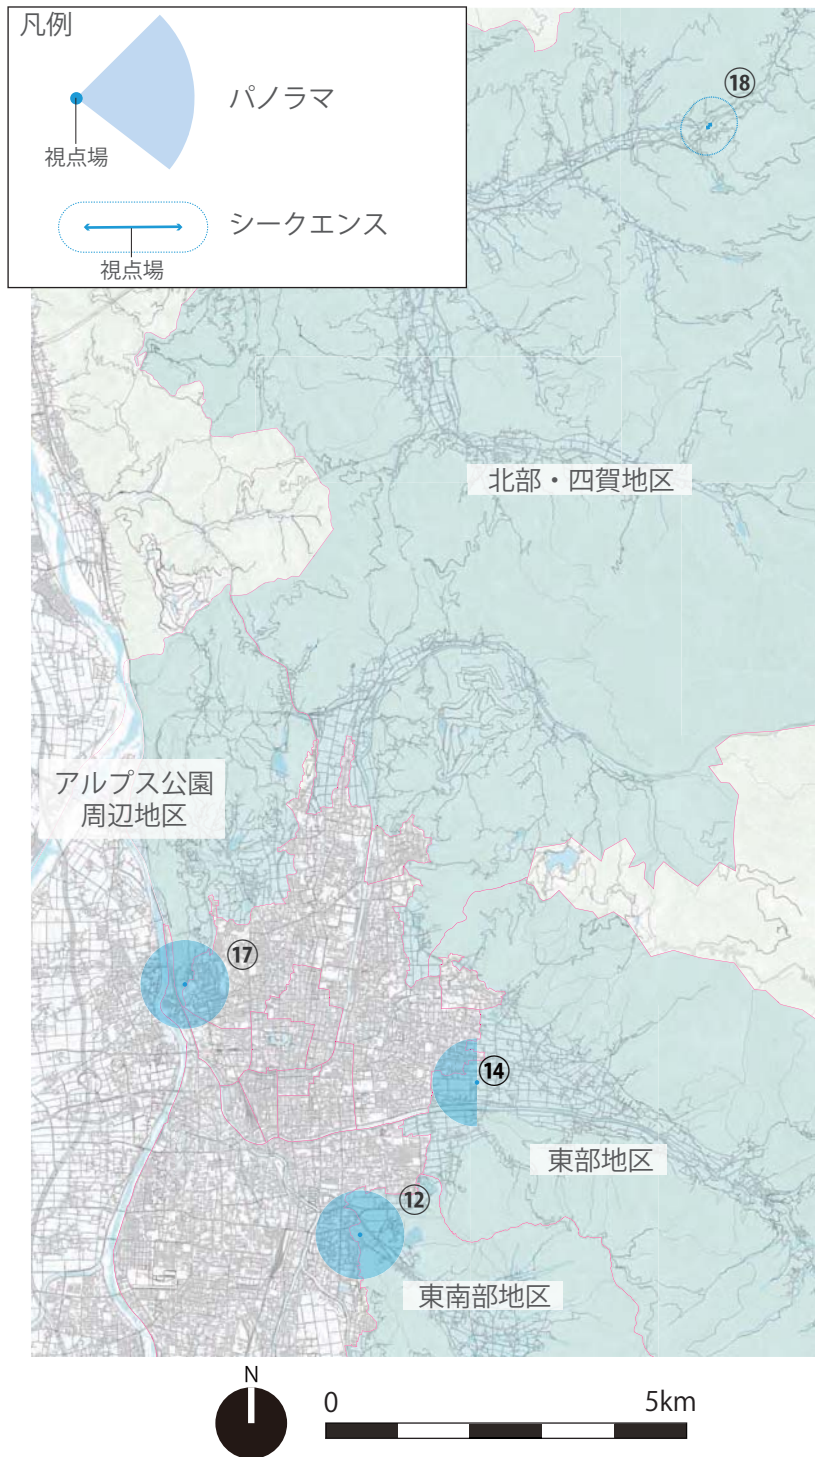 凡例
パノラマ
視点場
シークエンス
視点場
⑱
北部・四賀地区
アルプス公園
周辺地区
⑰
⑭
東部地区
⑫
東南部地区
N
0
5km